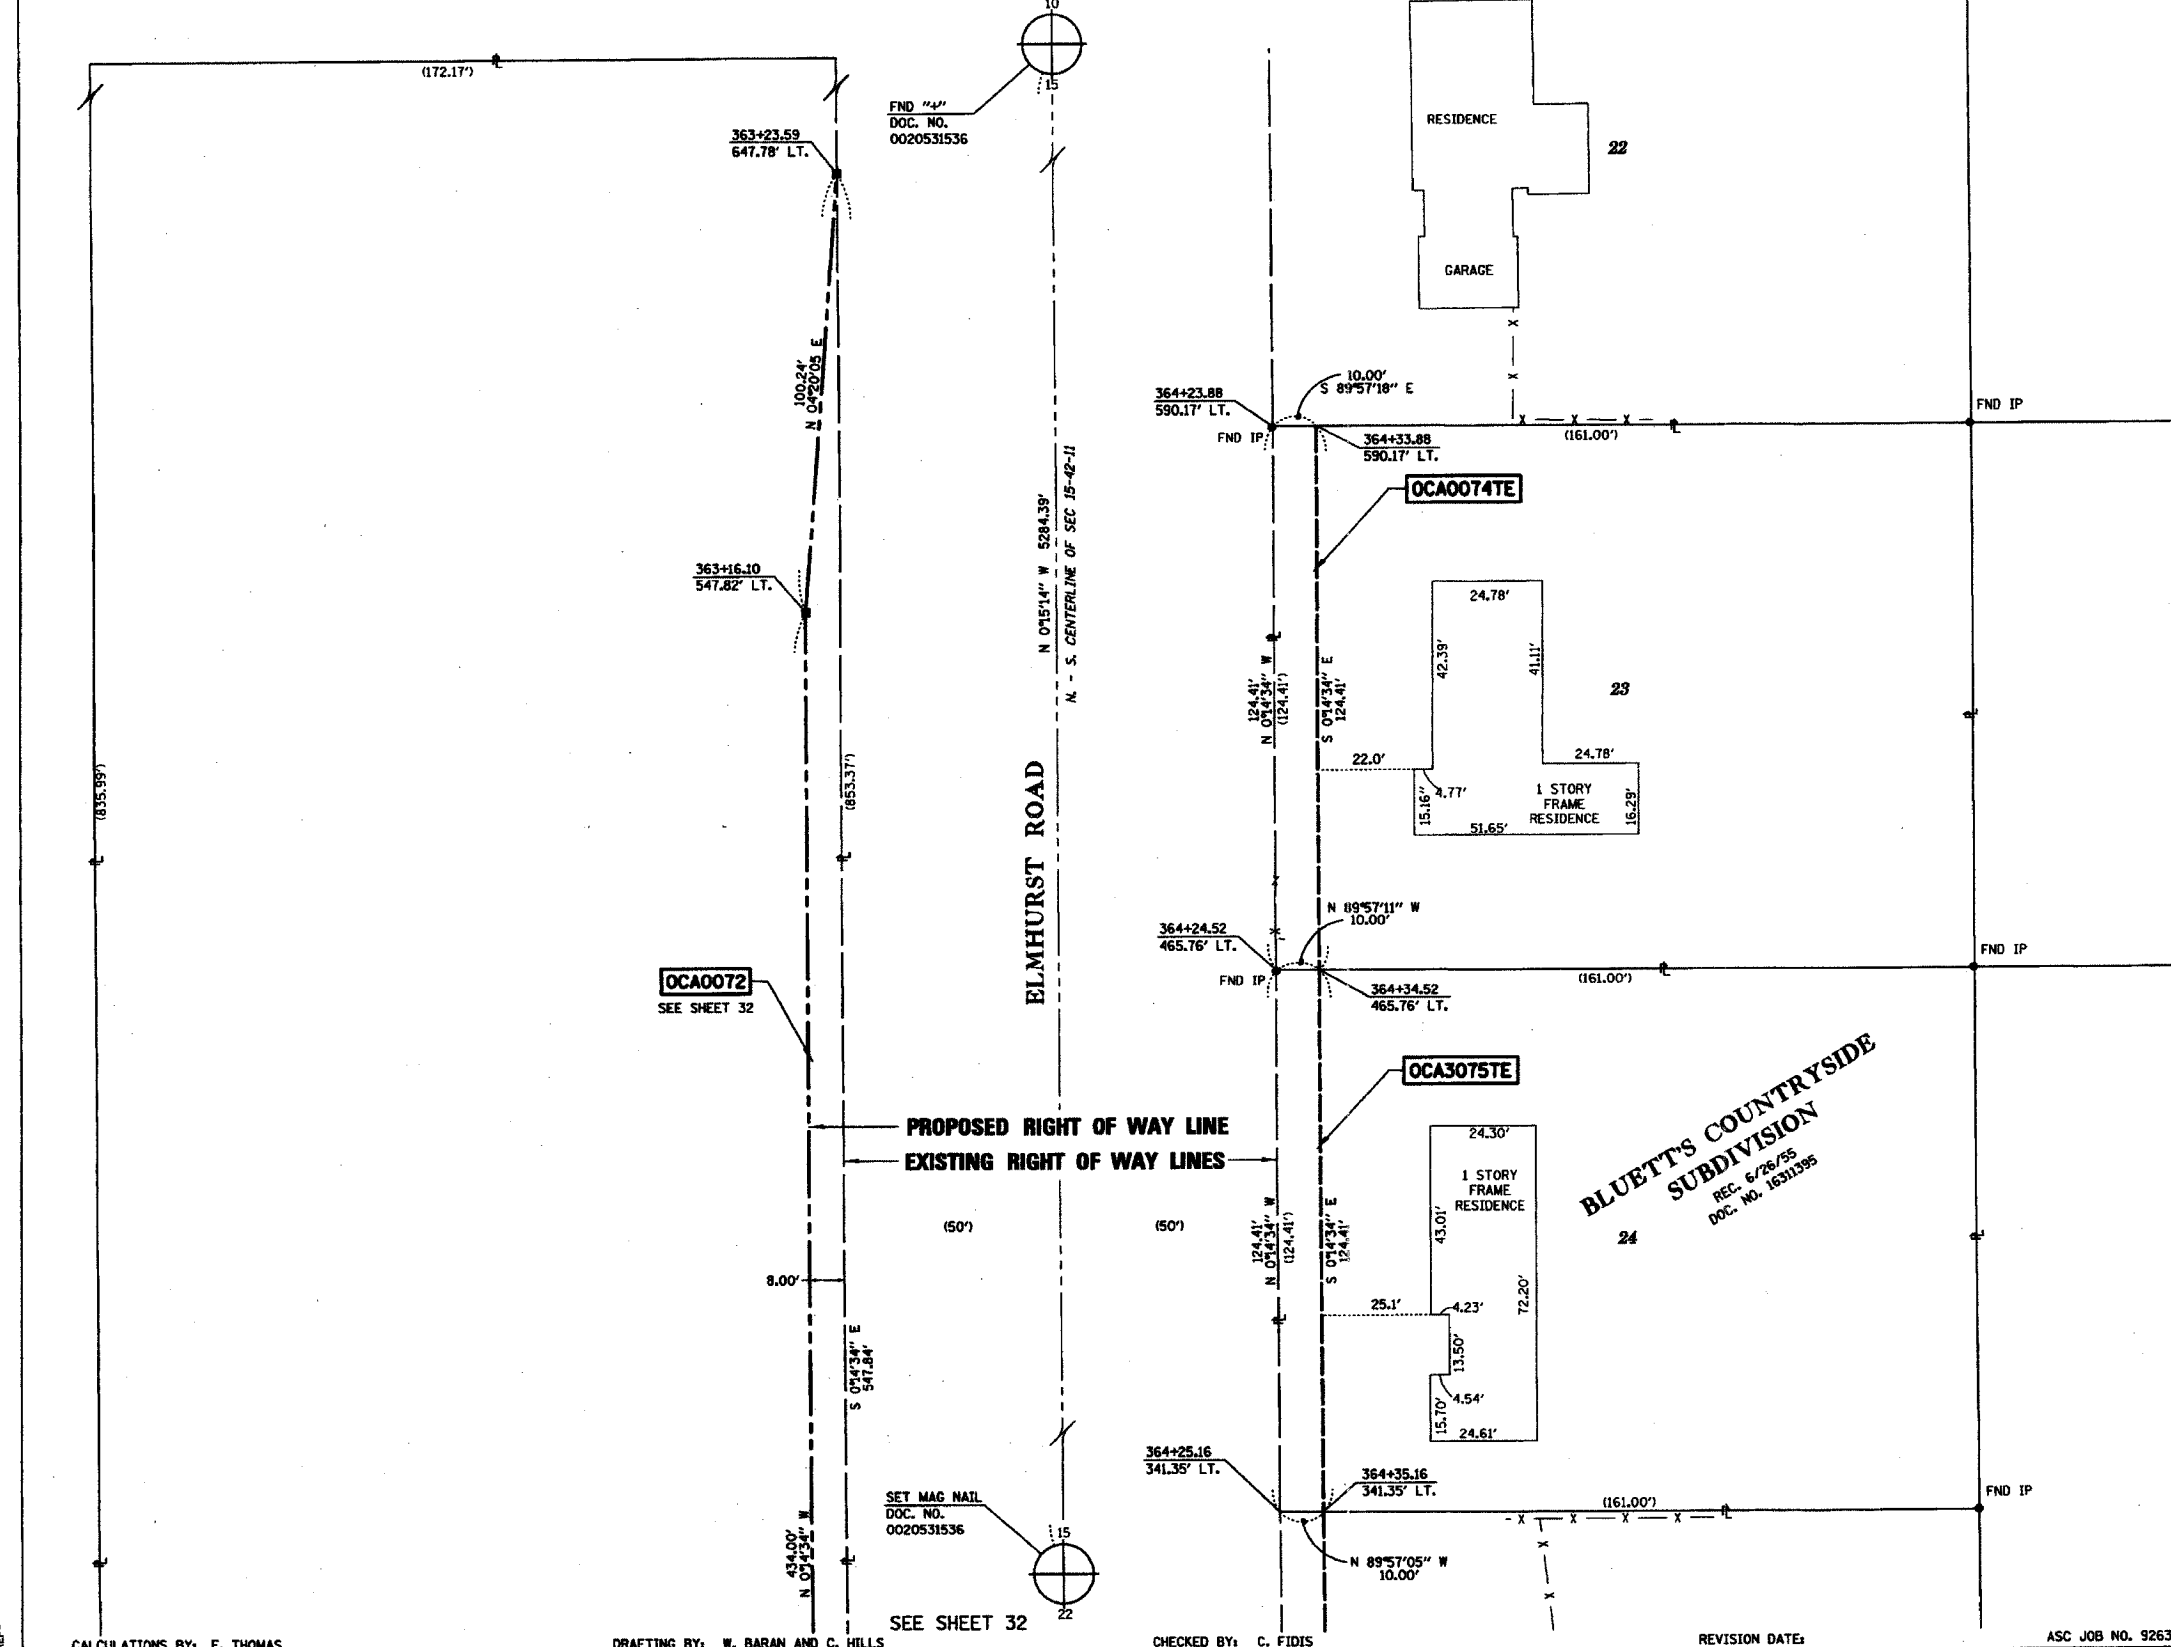 10
15
(172.17')
FND "+"
DOC. NO.
0020531536
363+23.59
647.78' LT.
RESIDENCE
22
GARAGE
100.24'
N 04°20'05 E
10.00'
S 89°57'18" E
364+23.88
590.17' LT.
FND IP
364+33.88
590.17' LT.
(161.00')
FND IP
0CA0074TE
N 0°15'14" W 5284.39'
N. - S. CENTERLINE OF SEC 15-42-11
363+16.10
547.82' LT.
24.78'
42.39'
41.11'
23
124.41'
N 0°14'34" W
(124.41')
S 0°14'34" E
124.41'
22.0'
24.78'
4.77'
15.16"
1 STORY
FRAME
RESIDENCE
16.29'
51.65'
(835.99')
(853.37')
ELMHURST ROAD
N 89°57'11" W
10.00'
364+24.52
465.76' LT.
FND IP
364+34.52
465.76' LT.
(161.00')
FND IP
0CA0072
SEE SHEET 32
0CA3075TE
BLUETT'S COUNTRYSIDE
SUBDIVISION
REC. 6/26/55
DOC. NO. 16311395
PROPOSED RIGHT OF WAY LINE
EXISTING RIGHT OF WAY LINES
24.30'
1 STORY
FRAME
RESIDENCE
43.01'
24
(50')
(50')
124.41'
N 0°14'34" W
(124.41')
S 0°14'34" E
124.41'
8.00'
72.20'
25.1'
4.23'
13.50'
4.54'
15.70'
24.61'
S 0°14'34" E
547.84'
364+25.16
341.35' LT.
364+35.16
341.35' LT.
(161.00')
FND IP
SET MAG NAIL
DOC. NO.
0020531536
15
22
434.00'
N 0°14'34" W
N 89°57'05" W
10.00'
SEE SHEET 32
CALCULATIONS BY: F. THOMAS
DRAFTING BY: W. BARAN AND C. HILLS
CHECKED BY: C. FIDIS
REVISION DATE:
ASC JOB NO. 9263